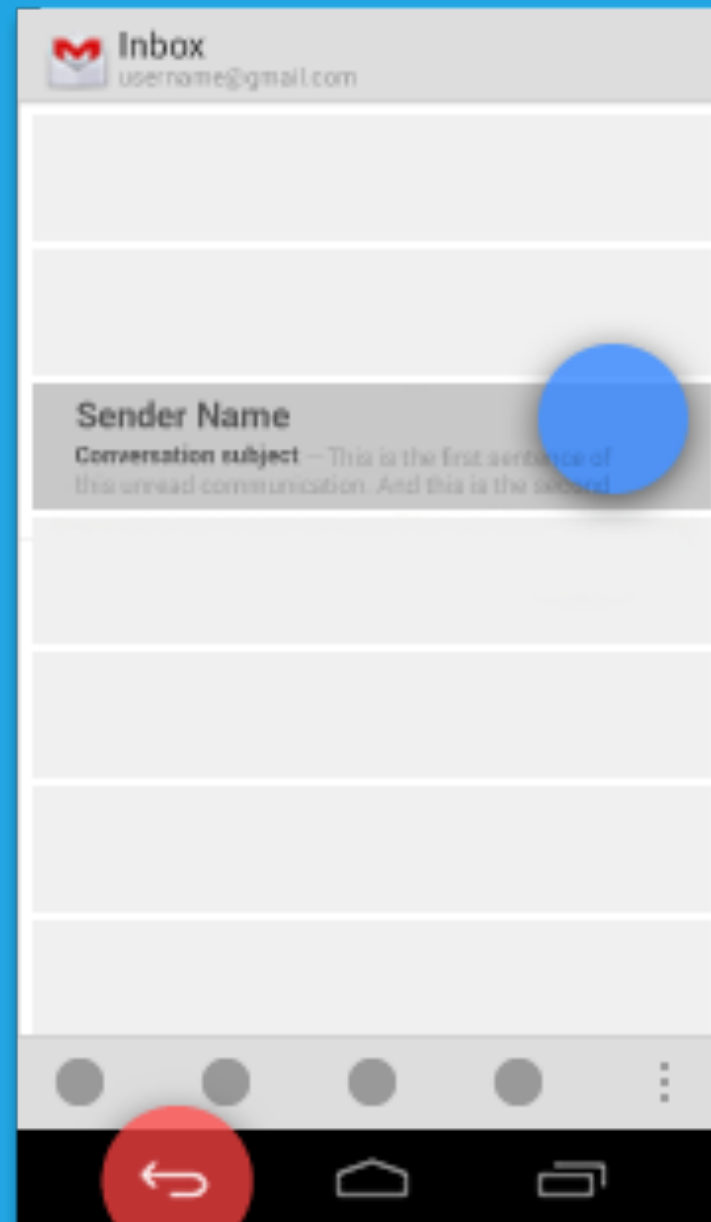 Inbox
username@gmail.com
Sender Name
Conversation subject – This is the first sentence of
this unread communication. And this is the second